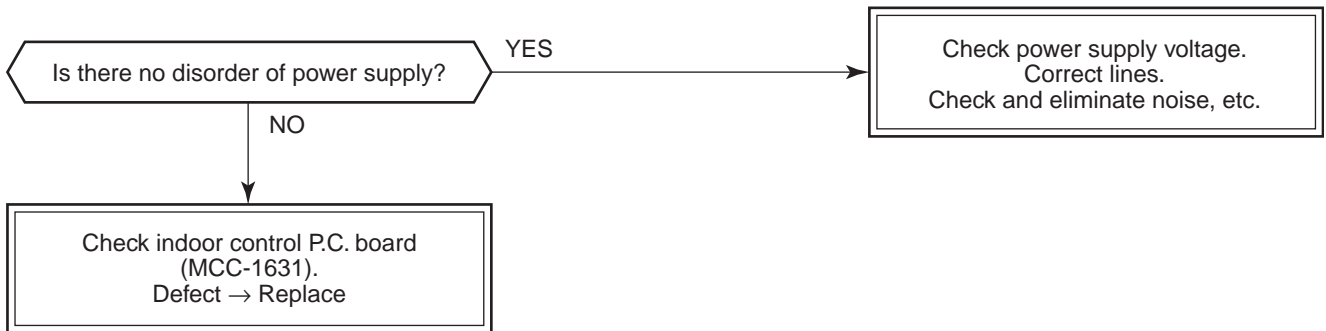 Is there no disorder of power supply?
YES
Check power supply voltage.
Correct lines.
Check and eliminate noise, etc.
NO
Check indoor control P.C. board
(MCC-1631).
Defect → Replace